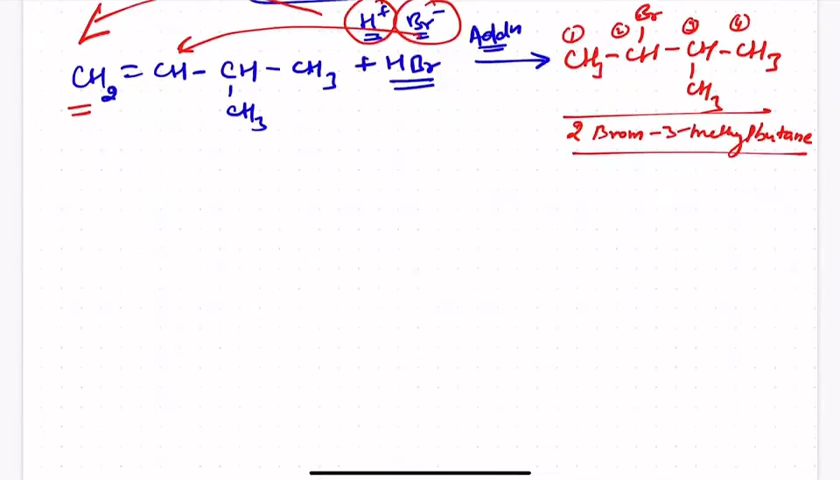 H⁺ Br⁻
CH₂ = CH - CH - CH₃ + HBr Addn
CH₃
Br
① ② ③ ④
CH₃ - CH - CH - CH₃
CH₃
2 Brom-3-methylbutane